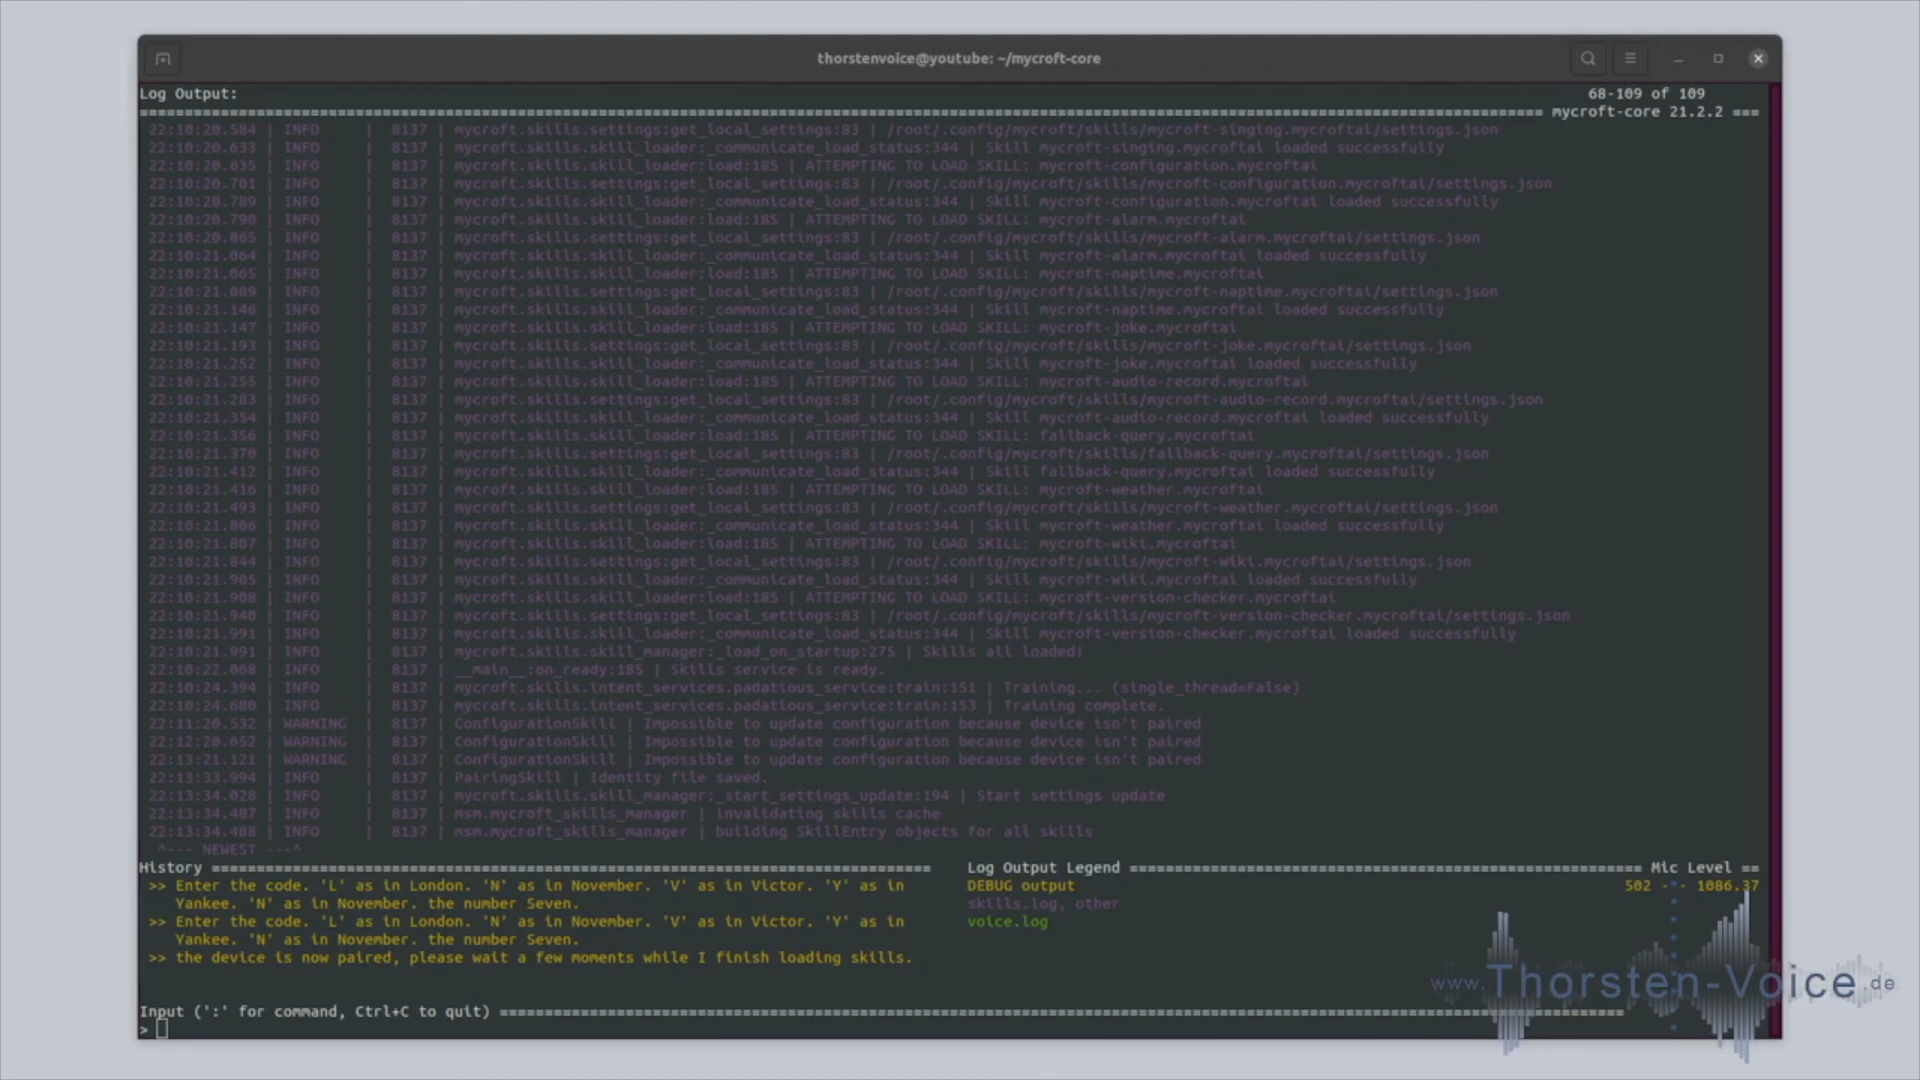 thorstenvoice@youtube: ~/mycroft-core
Log Output: 68-109 of 109
mycroft-core 21.2.2 ===
22:10:20.584 | INFO | 8137 | mycroft.skills.settings:get_local_settings:83 | /root/.config/mycroft/skills/mycroft-singing.mycroftai/settings.json
22:10:20.633 | INFO | 8137 | mycroft.skills.skill_loader:_communicate_load_status:344 | Skill mycroft-singing.mycroftai loaded successfully
22:10:20.635 | INFO | 8137 | mycroft.skills.skill_loader:load:185 | ATTEMPTING TO LOAD SKILL: mycroft-configuration.mycroftai
22:10:20.701 | INFO | 8137 | mycroft.skills.settings:get_local_settings:83 | /root/.config/mycroft/skills/mycroft-configuration.mycroftai/settings.json
22:10:20.789 | INFO | 8137 | mycroft.skills.skill_loader:_communicate_load_status:344 | Skill mycroft-configuration.mycroftai loaded successfully
22:10:20.790 | INFO | 8137 | mycroft.skills.skill_loader:load:185 | ATTEMPTING TO LOAD SKILL: mycroft-alarm.mycroftai
22:10:20.865 | INFO | 8137 | mycroft.skills.settings:get_local_settings:83 | /root/.config/mycroft/skills/mycroft-alarm.mycroftai/settings.json
22:10:21.064 | INFO | 8137 | mycroft.skills.skill_loader:_communicate_load_status:344 | Skill mycroft-alarm.mycroftai loaded successfully
22:10:21.065 | INFO | 8137 | mycroft.skills.skill_loader:load:185 | ATTEMPTING TO LOAD SKILL: mycroft-naptime.mycroftai
22:10:21.089 | INFO | 8137 | mycroft.skills.settings:get_local_settings:83 | /root/.config/mycroft/skills/mycroft-naptime.mycroftai/settings.json
22:10:21.146 | INFO | 8137 | mycroft.skills.skill_loader:_communicate_load_status:344 | Skill mycroft-naptime.mycroftai loaded successfully
22:10:21.147 | INFO | 8137 | mycroft.skills.skill_loader:load:185 | ATTEMPTING TO LOAD SKILL: mycroft-joke.mycroftai
22:10:21.193 | INFO | 8137 | mycroft.skills.settings:get_local_settings:83 | /root/.config/mycroft/skills/mycroft-joke.mycroftai/settings.json
22:10:21.252 | INFO | 8137 | mycroft.skills.skill_loader:_communicate_load_status:344 | Skill mycroft-joke.mycroftai loaded successfully
22:10:21.255 | INFO | 8137 | mycroft.skills.skill_loader:load:185 | ATTEMPTING TO LOAD SKILL: mycroft-audio-record.mycroftai
22:10:21.283 | INFO | 8137 | mycroft.skills.settings:get_local_settings:83 | /root/.config/mycroft/skills/mycroft-audio-record.mycroftai/settings.json
22:10:21.354 | INFO | 8137 | mycroft.skills.skill_loader:_communicate_load_status:344 | Skill mycroft-audio-record.mycroftai loaded successfully
22:10:21.356 | INFO | 8137 | mycroft.skills.skill_loader:load:185 | ATTEMPTING TO LOAD SKILL: fallback-query.mycroftai
22:10:21.370 | INFO | 8137 | mycroft.skills.settings:get_local_settings:83 | /root/.config/mycroft/skills/fallback-query.mycroftai/settings.json
22:10:21.412 | INFO | 8137 | mycroft.skills.skill_loader:_communicate_load_status:344 | Skill fallback-query.mycroftai loaded successfully
22:10:21.416 | INFO | 8137 | mycroft.skills.skill_loader:load:185 | ATTEMPTING TO LOAD SKILL: mycroft-weather.mycroftai
22:10:21.493 | INFO | 8137 | mycroft.skills.settings:get_local_settings:83 | /root/.config/mycroft/skills/mycroft-weather.mycroftai/settings.json
22:10:21.806 | INFO | 8137 | mycroft.skills.skill_loader:_communicate_load_status:344 | Skill mycroft-weather.mycroftai loaded successfully
22:10:21.807 | INFO | 8137 | mycroft.skills.skill_loader:load:185 | ATTEMPTING TO LOAD SKILL: mycroft-wiki.mycroftai
22:10:21.844 | INFO | 8137 | mycroft.skills.settings:get_local_settings:83 | /root/.config/mycroft/skills/mycroft-wiki.mycroftai/settings.json
22:10:21.905 | INFO | 8137 | mycroft.skills.skill_loader:_communicate_load_status:344 | Skill mycroft-wiki.mycroftai loaded successfully
22:10:21.908 | INFO | 8137 | mycroft.skills.skill_loader:load:185 | ATTEMPTING TO LOAD SKILL: mycroft-version-checker.mycroftai
22:10:21.940 | INFO | 8137 | mycroft.skills.settings:get_local_settings:83 | /root/.config/mycroft/skills/mycroft-version-checker.mycroftai/settings.json
22:10:21.991 | INFO | 8137 | mycroft.skills.skill_loader:_communicate_load_status:344 | Skill mycroft-version-checker.mycroftai loaded successfully
22:10:21.991 | INFO | 8137 | mycroft.skills.skill_manager:_load_on_startup:275 | Skills all loaded!
22:10:22.068 | INFO | 8137 | __main__:on_ready:185 | Skills service is ready.
22:10:24.394 | INFO | 8137 | mycroft.skills.intent_services.padatious_service:train:151 | Training... (single_thread=False)
22:10:24.680 | INFO | 8137 | mycroft.skills.intent_services.padatious_service:train:153 | Training complete.
22:11:20.532 | WARNING | 8137 | ConfigurationSkill | Impossible to update configuration because device isn't paired
22:12:20.652 | WARNING | 8137 | ConfigurationSkill | Impossible to update configuration because device isn't paired
22:13:21.121 | WARNING | 8137 | ConfigurationSkill | Impossible to update configuration because device isn't paired
22:13:33.994 | INFO | 8137 | PairingSkill | Identity file saved.
22:13:34.028 | INFO | 8137 | mycroft.skills.skill_manager:_start_settings_update:194 | Start settings update
22:13:34.487 | INFO | 8137 | msm.mycroft_skills_manager | invalidating skills cache
22:13:34.488 | INFO | 8137 | msm.mycroft_skills_manager | building SkillEntry objects for all skills
^--- NEWEST ---^
History Log Output Legend Mic Level ==
>> Enter the code. 'L' as in London. 'N' as in November. 'V' as in Victor. 'Y' as in DEBUG output 502 -- 1086.37
Yankee. 'N' as in November. the number Seven. skills.log, other
>> Enter the code. 'L' as in London. 'N' as in November. 'V' as in Victor. 'Y' as in voice.log
Yankee. 'N' as in November. the number Seven.
>> the device is now paired, please wait a few moments while I finish loading skills.
www.Thorsten-Voice.de
Input (':' for command, Ctrl+C to quit)
>